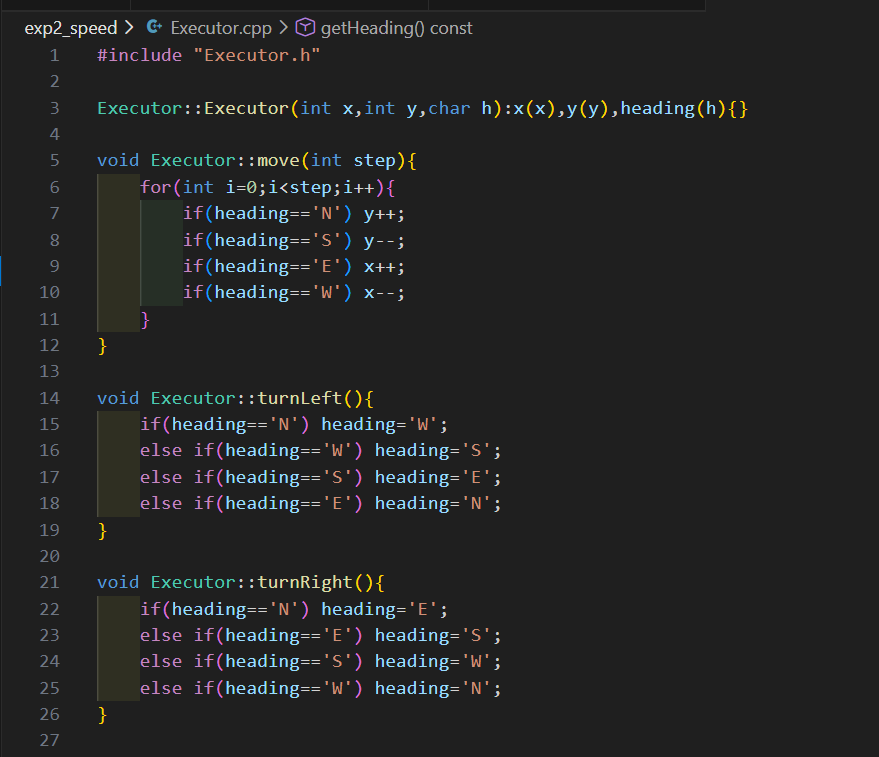 exp2_speed > Executor.cpp > getHeading() const
1 #include "Executor.h"
2
3 Executor::Executor(int x,int y,char h):x(x),y(y),heading(h){}
4
5 void Executor::move(int step){
6     for(int i=0;i<step;i++){
7         if(heading=='N') y++;
8         if(heading=='S') y--;
9         if(heading=='E') x++;
10         if(heading=='W') x--;
11     }
12 }
13
14 void Executor::turnLeft(){
15     if(heading=='N') heading='W';
16     else if(heading=='W') heading='S';
17     else if(heading=='S') heading='E';
18     else if(heading=='E') heading='N';
19 }
20
21 void Executor::turnRight(){
22     if(heading=='N') heading='E';
23     else if(heading=='E') heading='S';
24     else if(heading=='S') heading='W';
25     else if(heading=='W') heading='N';
26 }
27